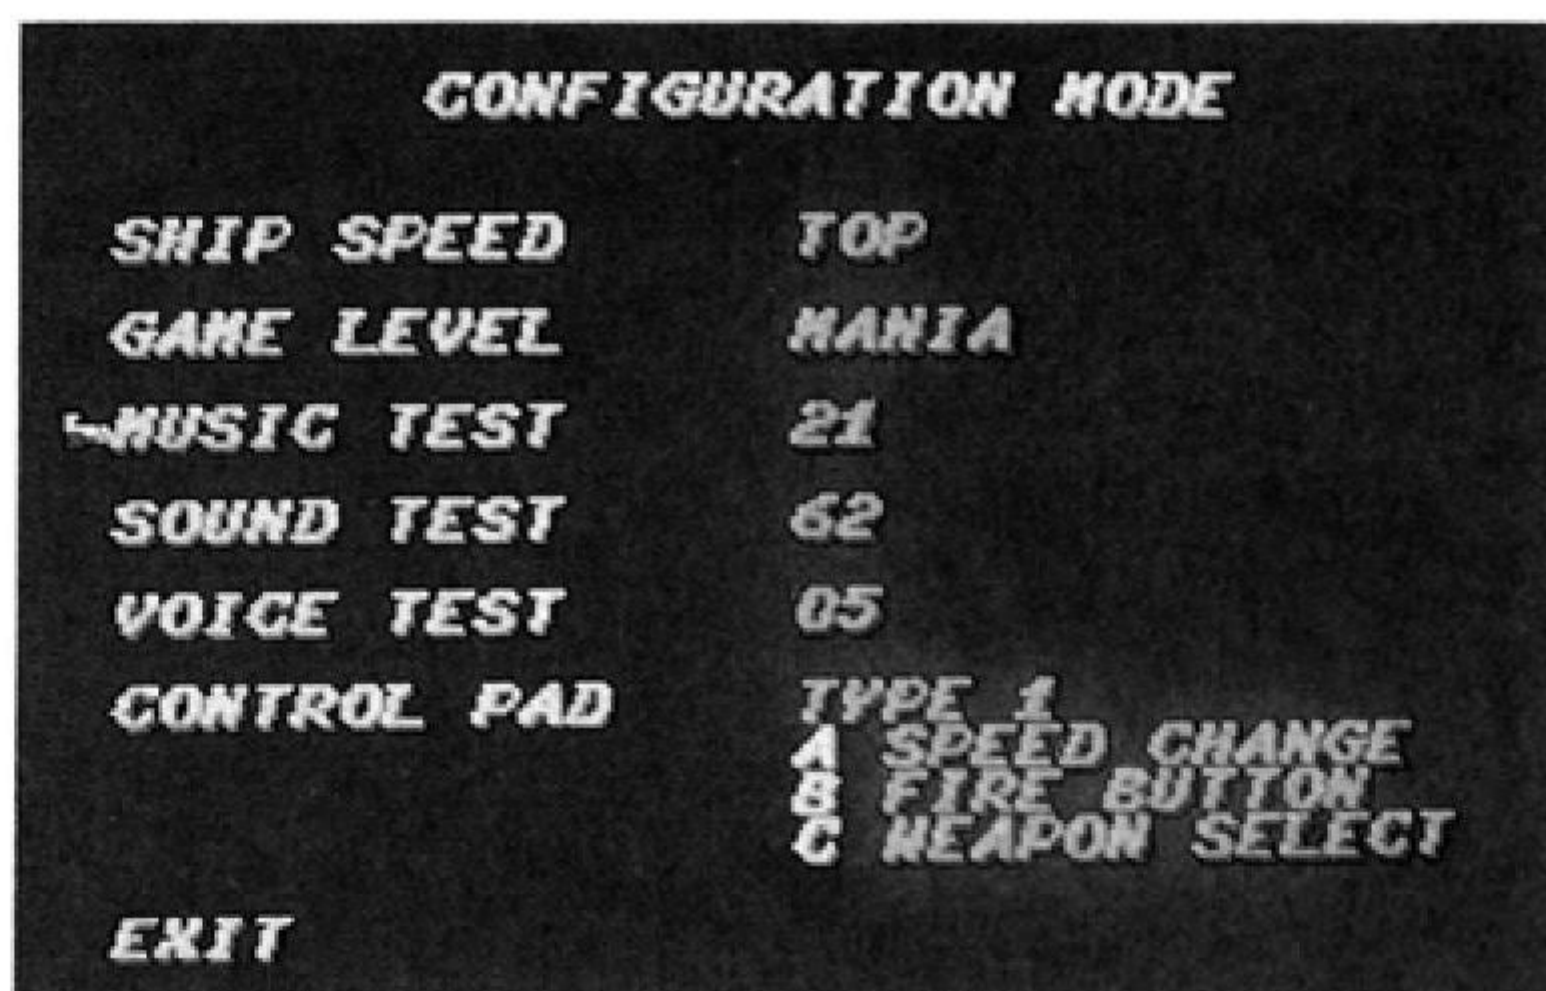 CONFIGURATION MODE
SHIP SPEED TOP
GAME LEVEL MANIA
MUSIC TEST 21
SOUND TEST 62
VOICE TEST 05
CONTROL PAD TYPE 1
A SPEED CHANGE
B FIRE BUTTON
C WEAPON SELECT
EXIT